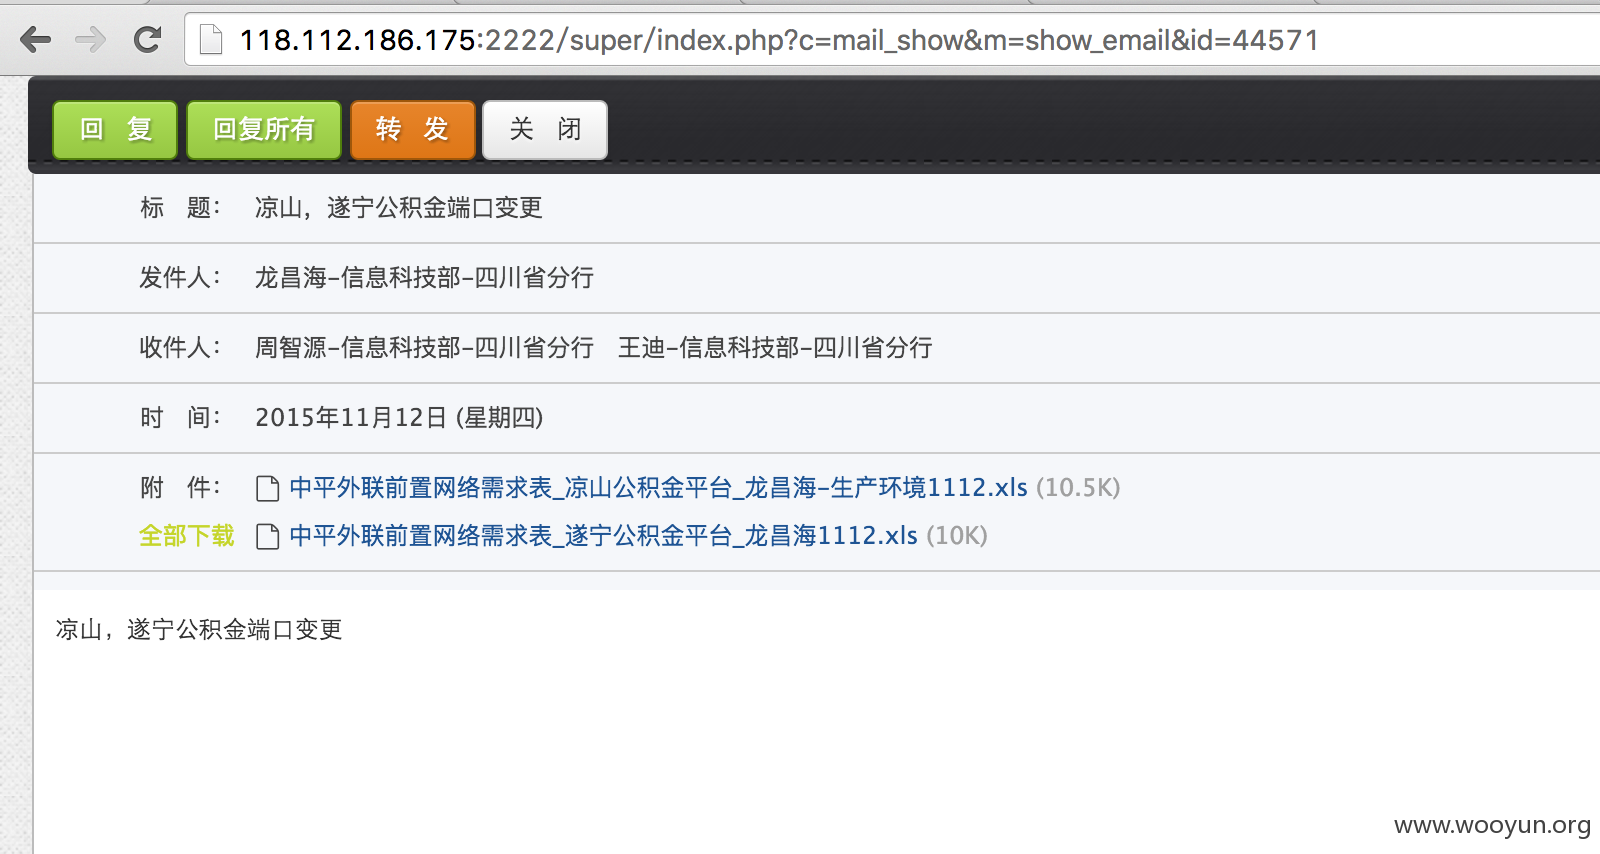 118.112.186.175:2222/super/index.php?c=mail_show&m=show_email&id=44571
回 复 回复所有 转 发 关 闭
标 题： 凉山，遂宁公积金端口变更
发件人： 龙昌海-信息科技部-四川省分行
收件人： 周智源-信息科技部-四川省分行 王迪-信息科技部-四川省分行
时 间： 2015年11月12日 (星期四)
附 件： 中平外联前置网络需求表_凉山公积金平台_龙昌海-生产环境1112.xls (10.5K)
全部下载 中平外联前置网络需求表_遂宁公积金平台_龙昌海1112.xls (10K)
凉山，遂宁公积金端口变更
www.wooyun.org